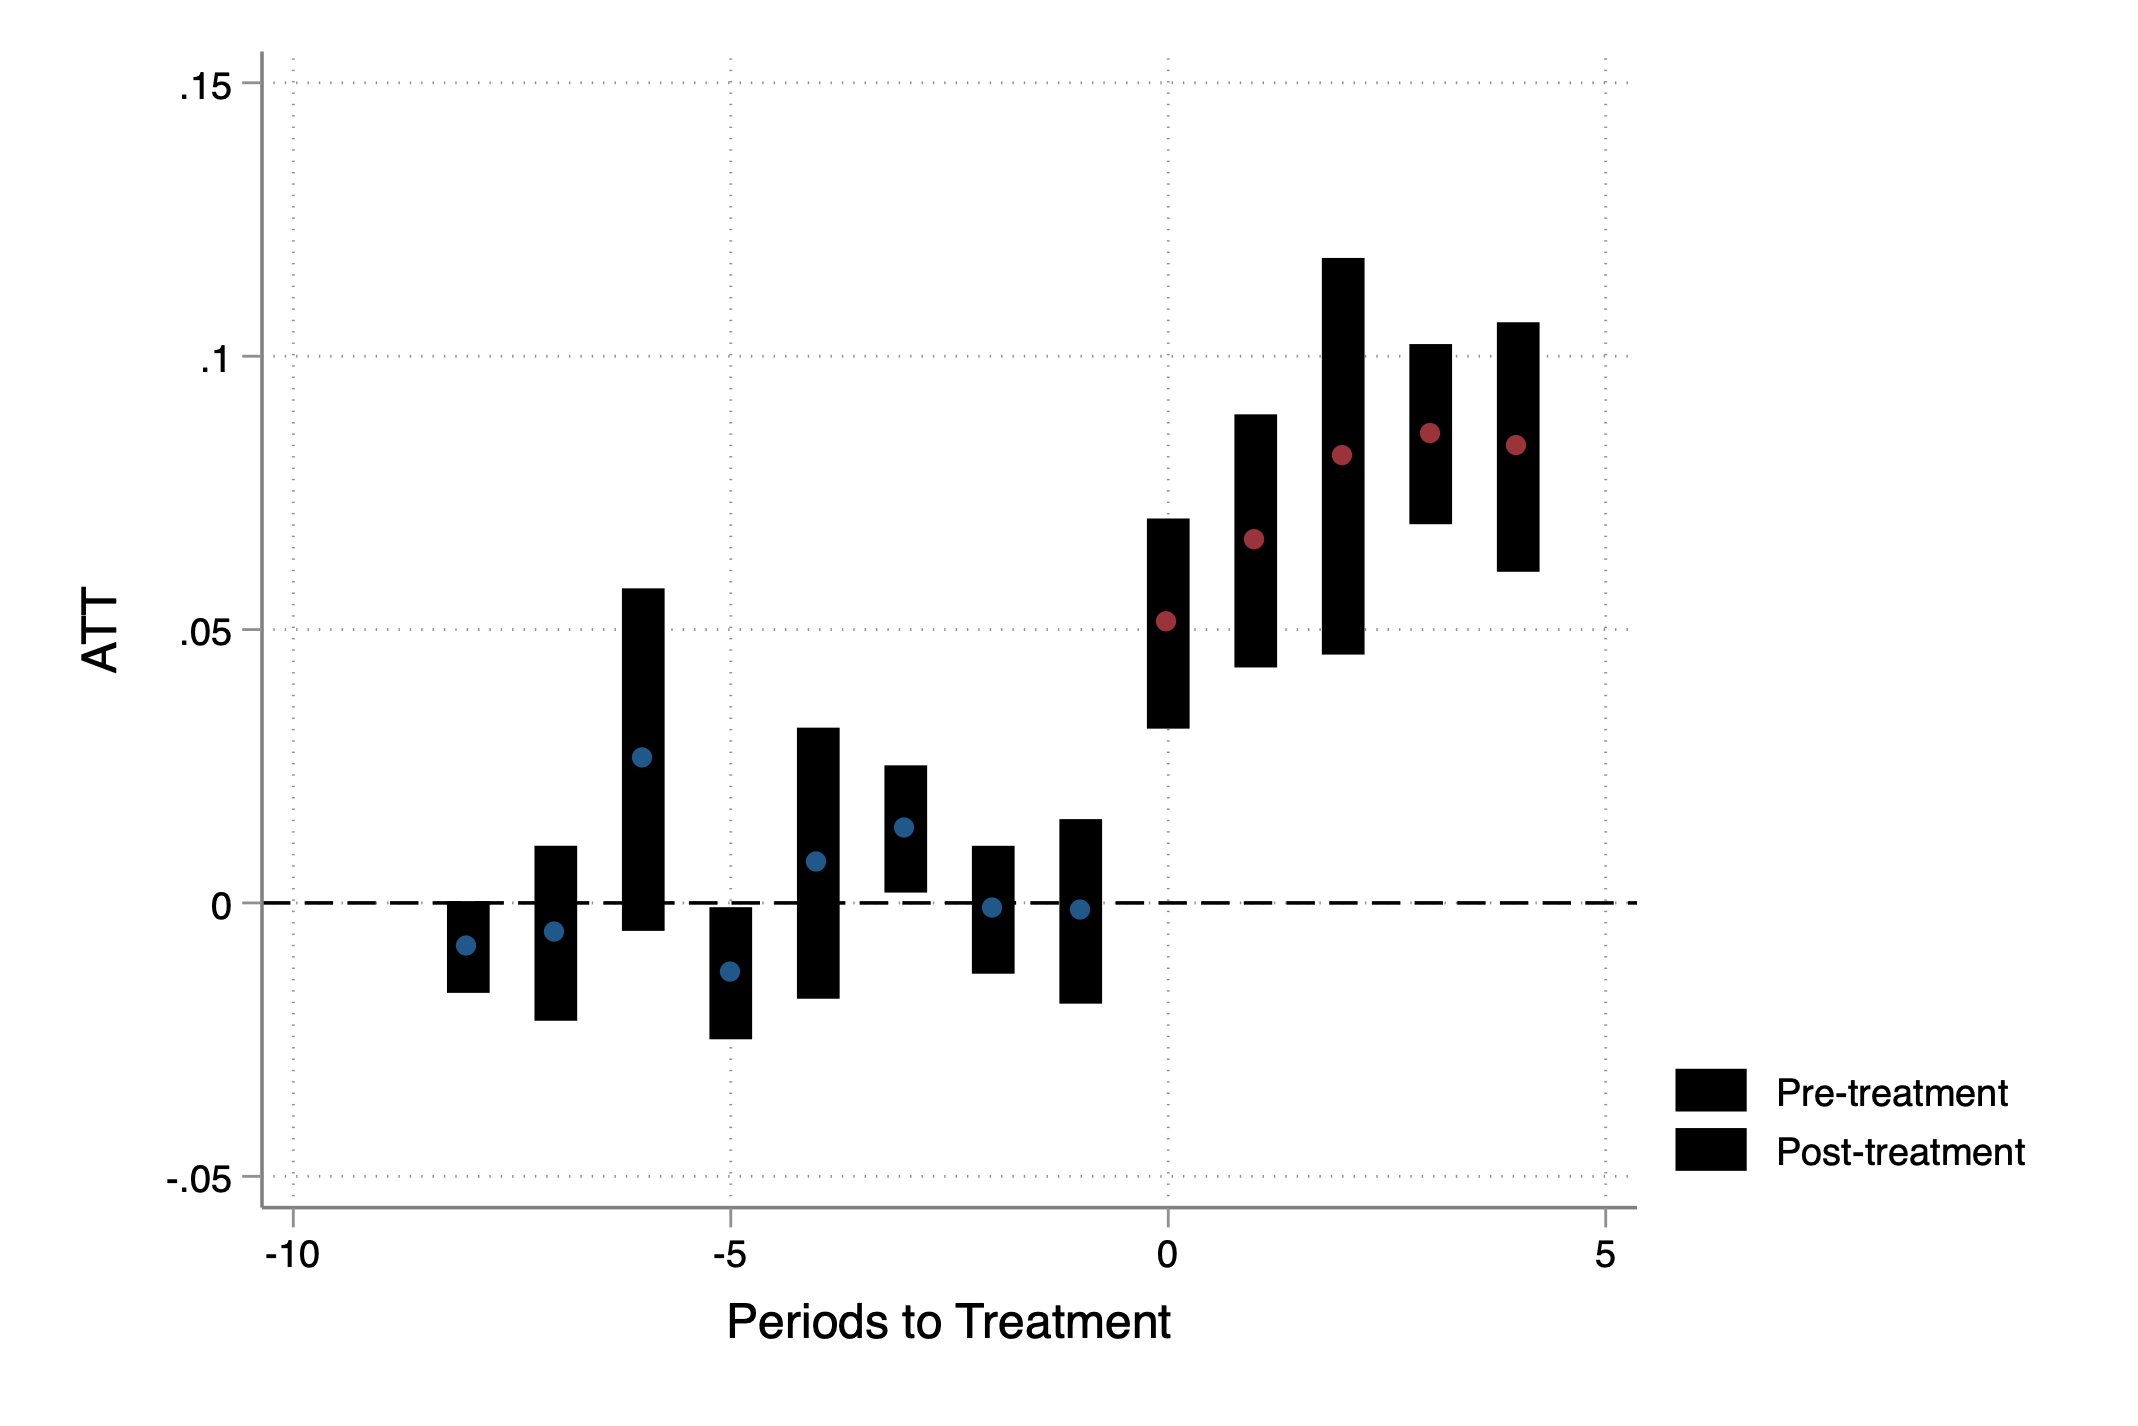 .15
.1
.05
0
-.05
ATT
-10 -5 0 5
Periods to Treatment
Pre-treatment
Post-treatment